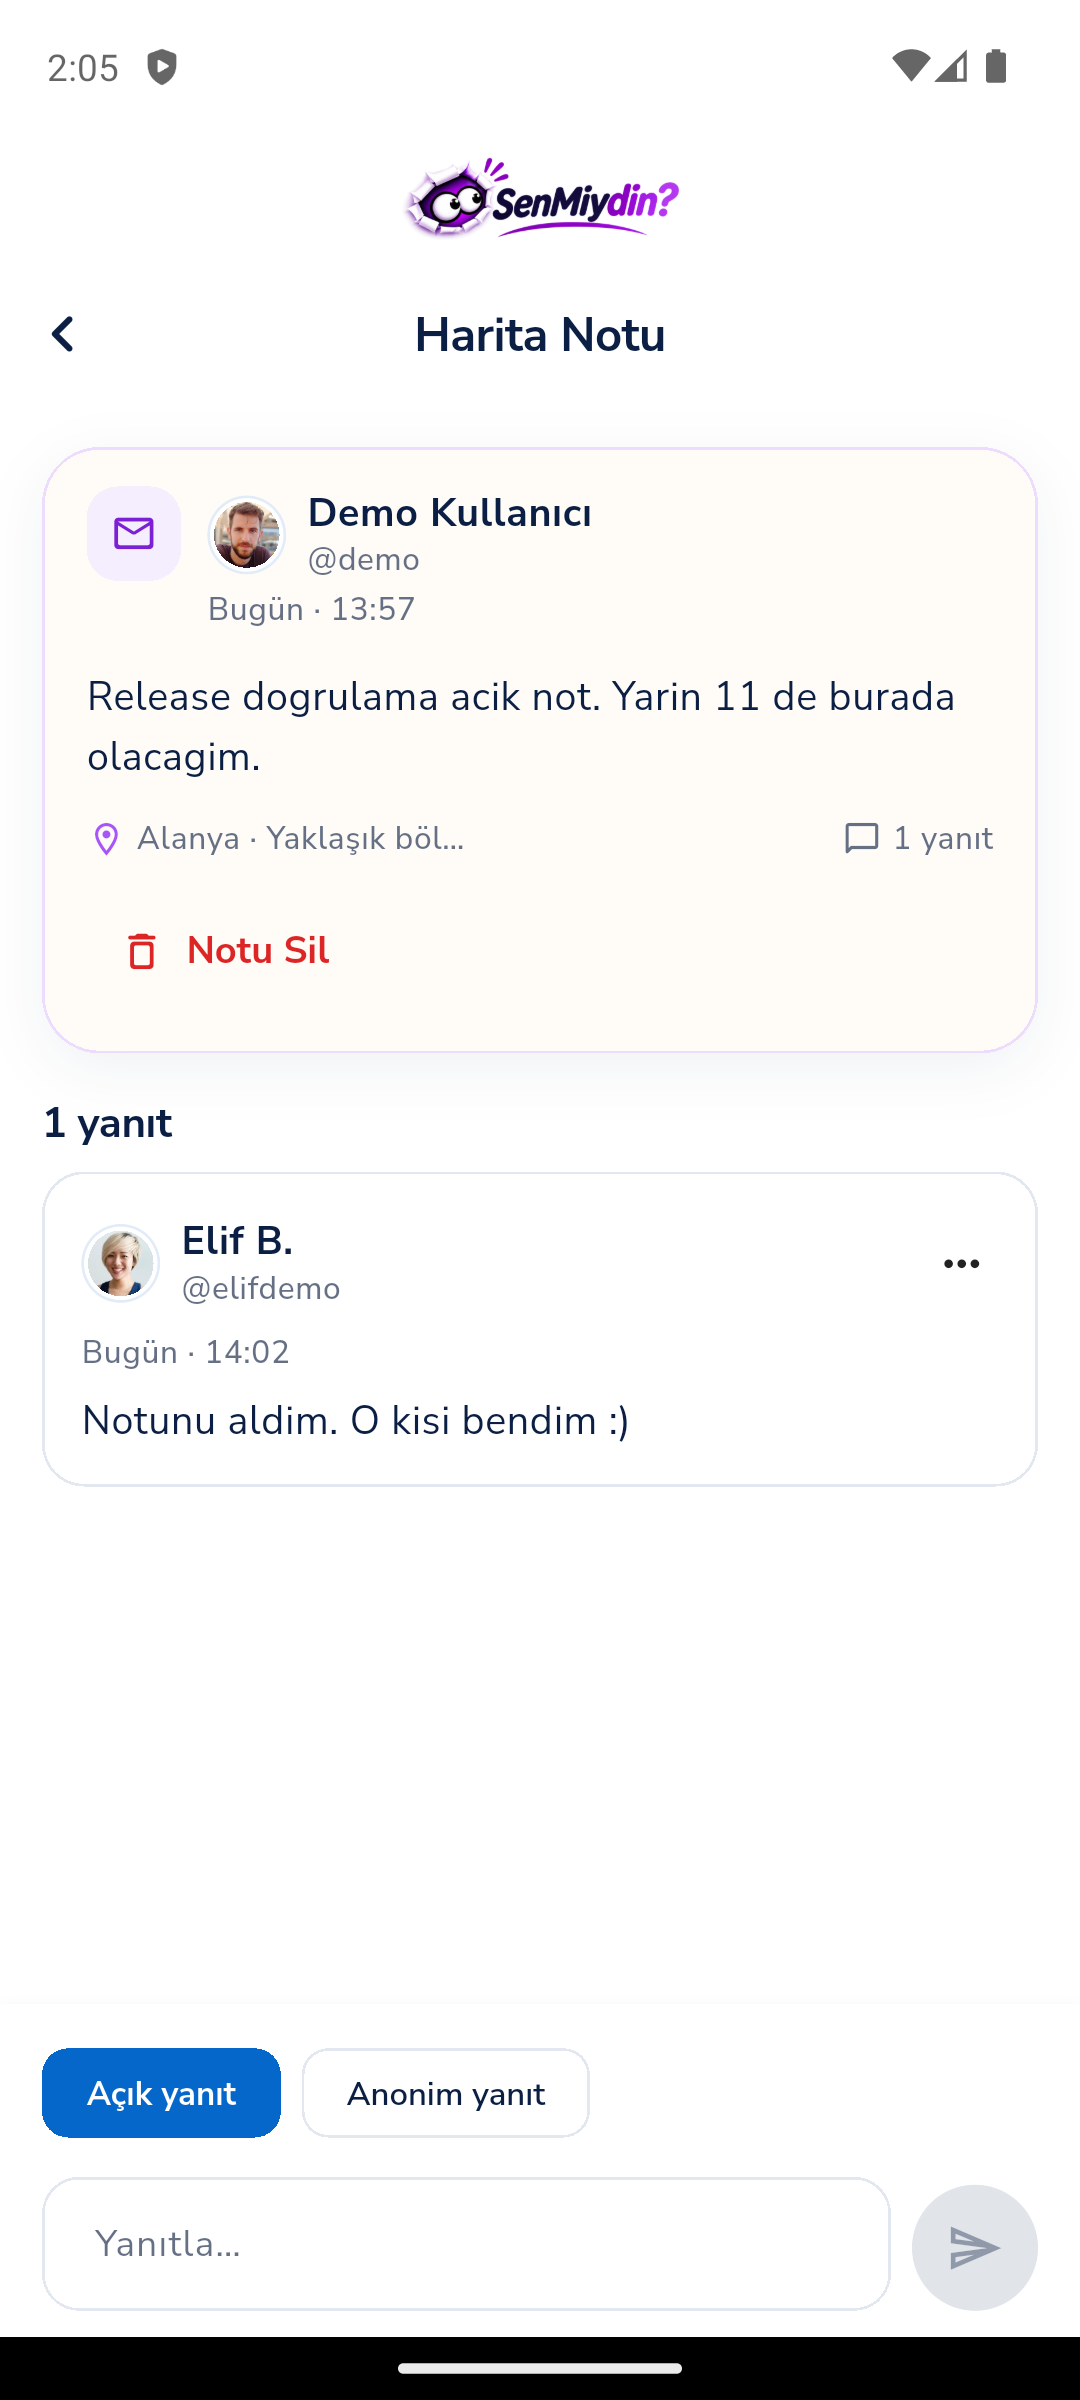 2:05
SenMiydin?
Harita Notu
Demo Kullanıcı
@demo
Bugün · 13:57
Release dogrulama acik not. Yarin 11 de burada
olacagim.
Alanya · Yaklaşık böl... 1 yanıt
Notu Sil
1 yanıt
Elif B.
@elifdemo
Bugün · 14:02
Notunu aldim. O kisi bendim :)
Açık yanıt Anonim yanıt
Yanıtla...